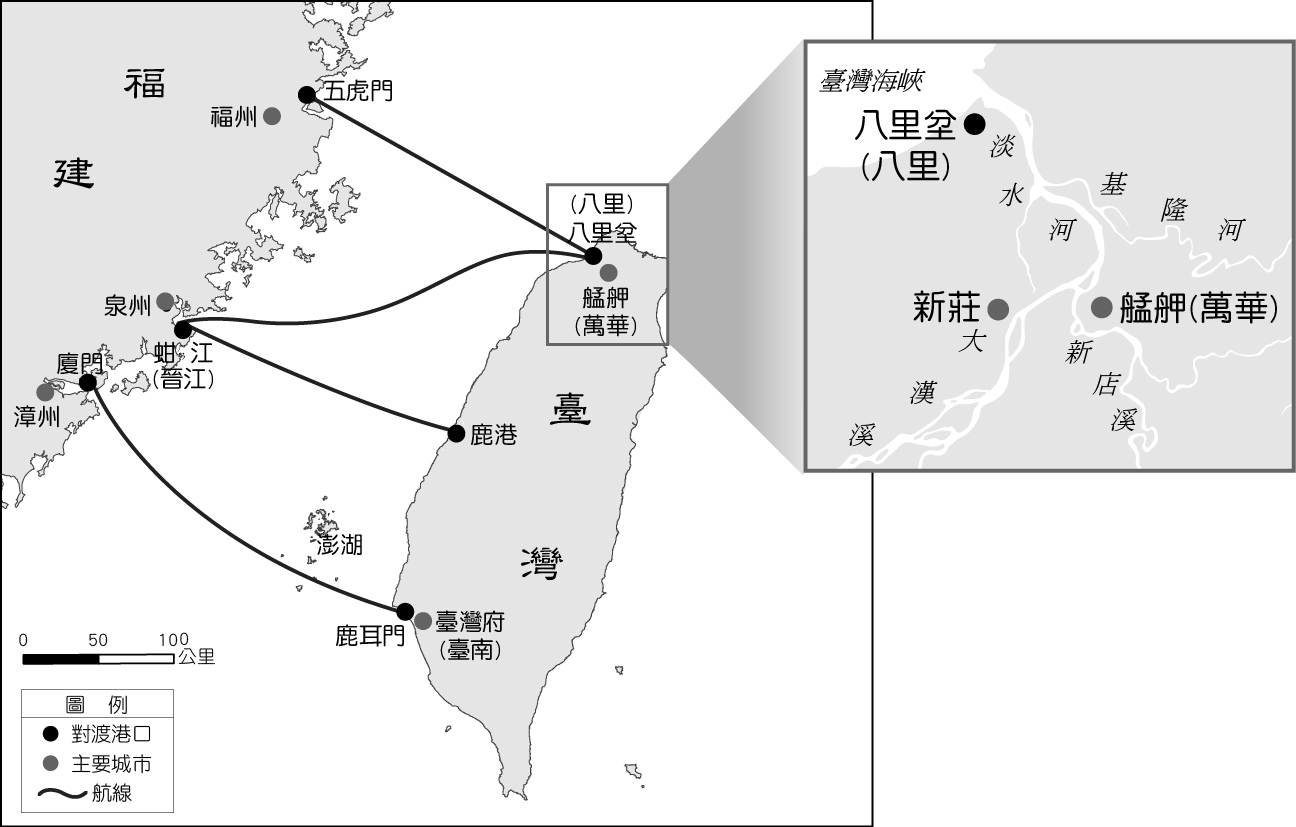 福
建
五虎門
福州
(八里)
八里坌
艋舺
(萬華)
泉州
蚶 江
(晉江)
廈門
漳州
鹿港
臺
灣
澎湖
鹿耳門
臺灣府
(臺南)
0 50 100
公里
圖 例
對渡港口
主要城市
航線
臺灣海峽
八里坌
(八里)
淡
水
河
基
隆
河
新莊
艋舺(萬華)
大
漢
溪
新
店
溪